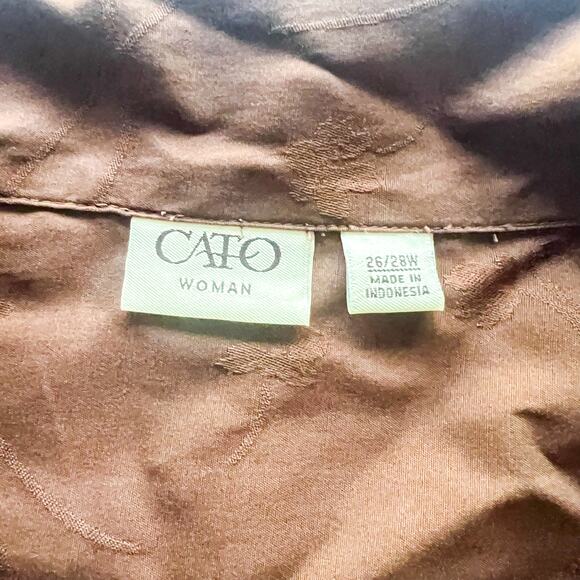 CATO
WOMAN
26/28W
MADE IN
INDONESIA